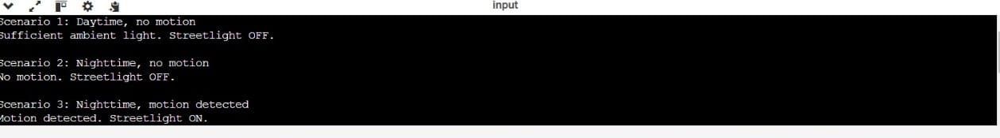 input
Scenario 1: Daytime, no motion
Sufficient ambient light. Streetlight OFF.
Scenario 2: Nighttime, no motion
No motion. Streetlight OFF.
Scenario 3: Nighttime, motion detected
Motion detected. Streetlight ON.